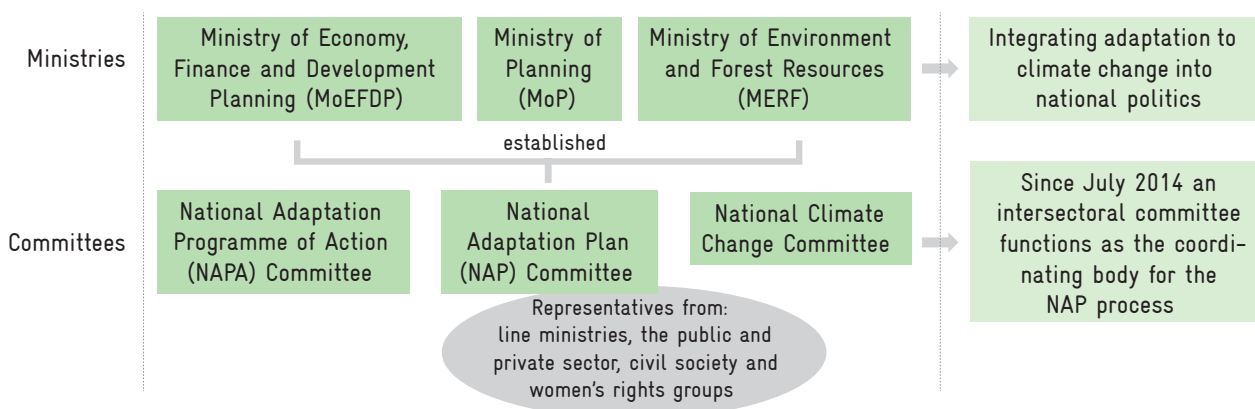 Ministries
Ministry of Economy,
Finance and Development
Planning (MoEFDP)
Ministry of
Planning
(MoP)
Ministry of Environment
and Forest Resources
(MERF)
Integrating adaptation to
climate change into
national politics
established
Committees
National Adaptation
Programme of Action
(NAPA) Committee
National
Adaptation Plan
(NAP) Committee
National Climate
Change Committee
Since July 2014 an
intersectoral committee
functions as the coordi-
nating body for the
NAP process
Representatives from:
line ministries, the public and
private sector, civil society and
women's rights groups